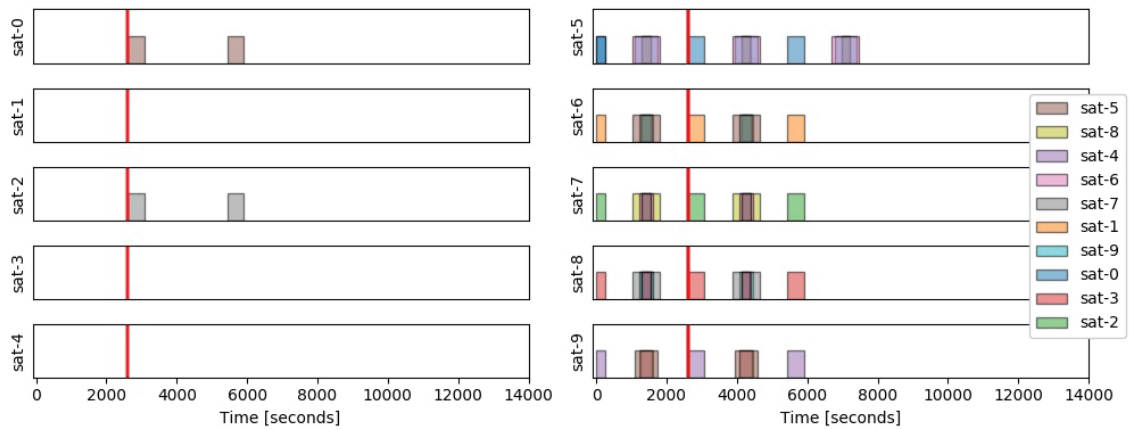 sat-0
sat-1
sat-2
sat-3
sat-4
0 2000 4000 6000 8000 10000 12000 14000
Time [seconds]
sat-5
sat-6
sat-7
sat-8
sat-9
0 2000 4000 6000 8000 10000 12000 14000
Time [seconds]
sat-5
sat-8
sat-4
sat-6
sat-7
sat-1
sat-9
sat-0
sat-3
sat-2